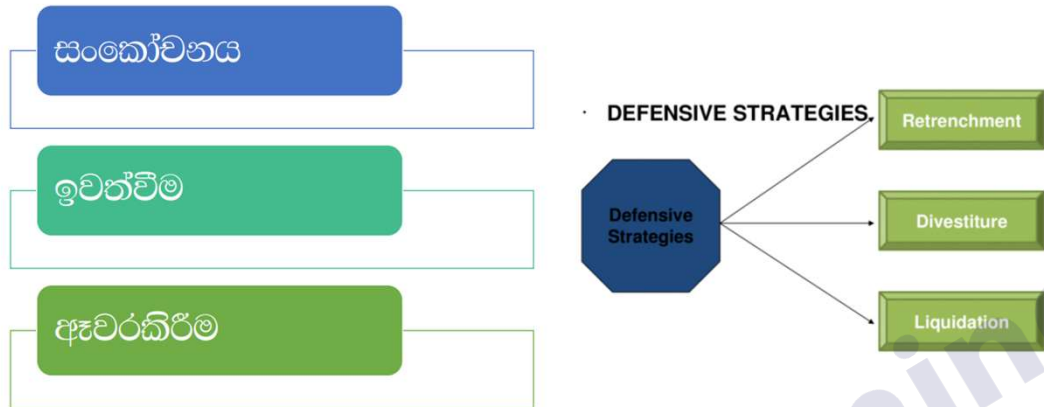 සංකෝචනය
ඉවත්වීම
ඈවරකිරීම
· DEFENSIVE STRATEGIES
Defensive
Strategies
Retrenchment
Divestiture
Liquidation